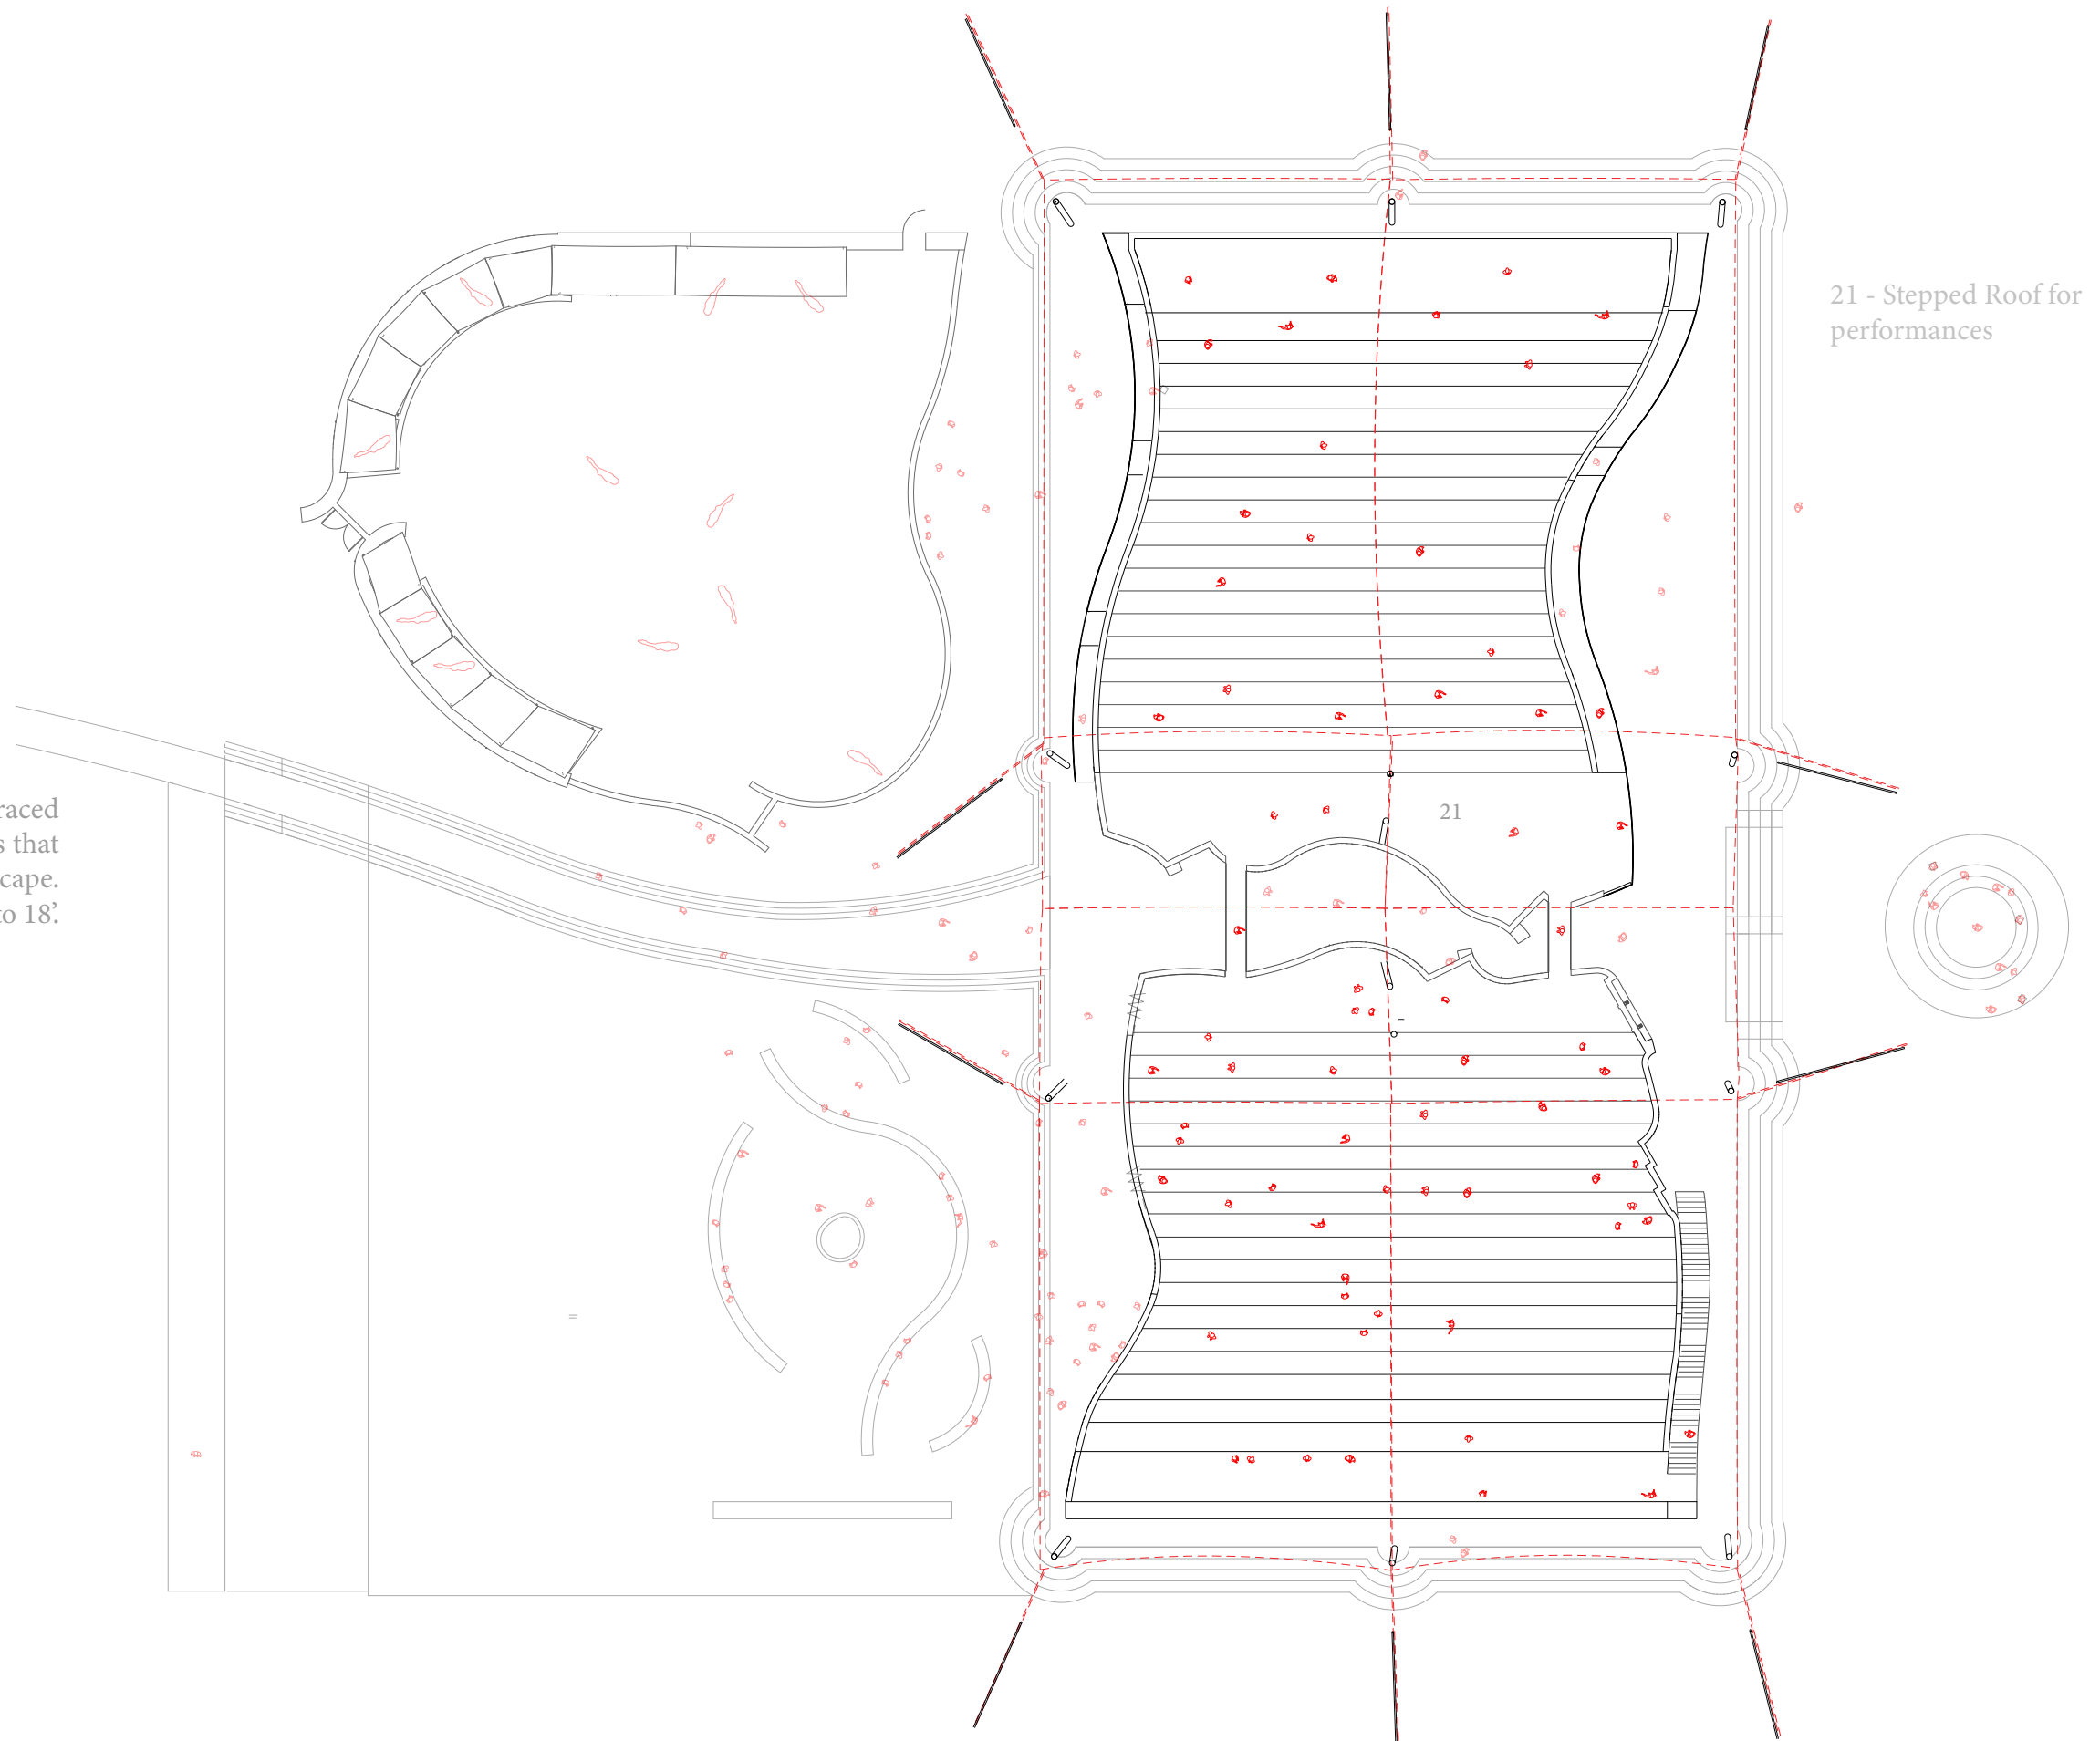 21 - Stepped Roof for
performances
raced
s that
cape.
to 18'.
21